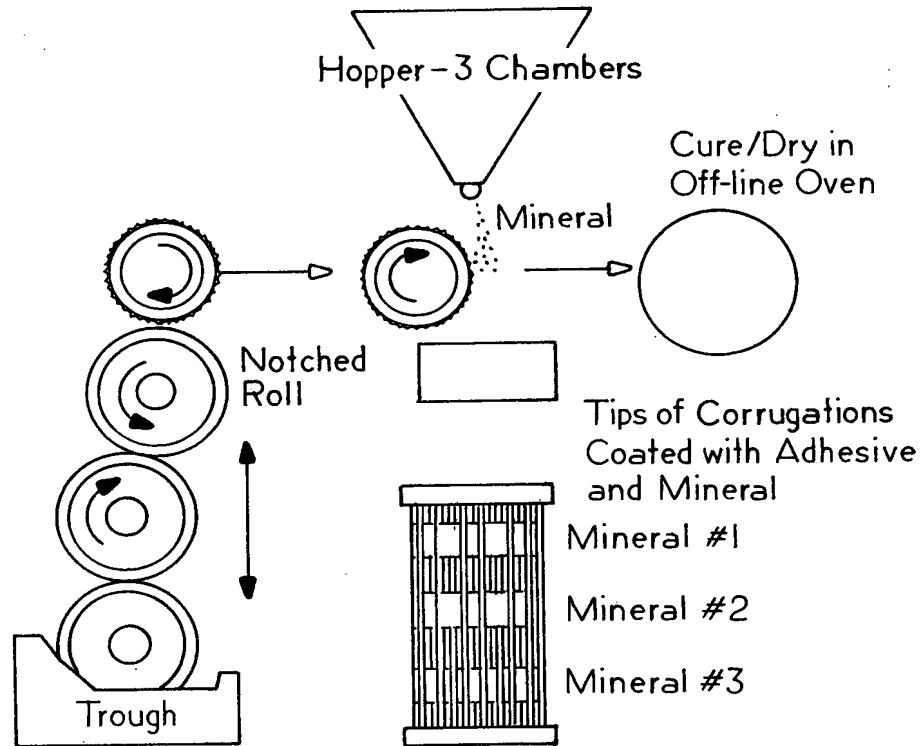 Hopper-3 Chambers
Cure/Dry in
Off-line Oven
Mineral
Notched
Roll
Tips of Corrugations
Coated with Adhesive
and Mineral
Mineral #1
Mineral #2
Mineral #3
Trough